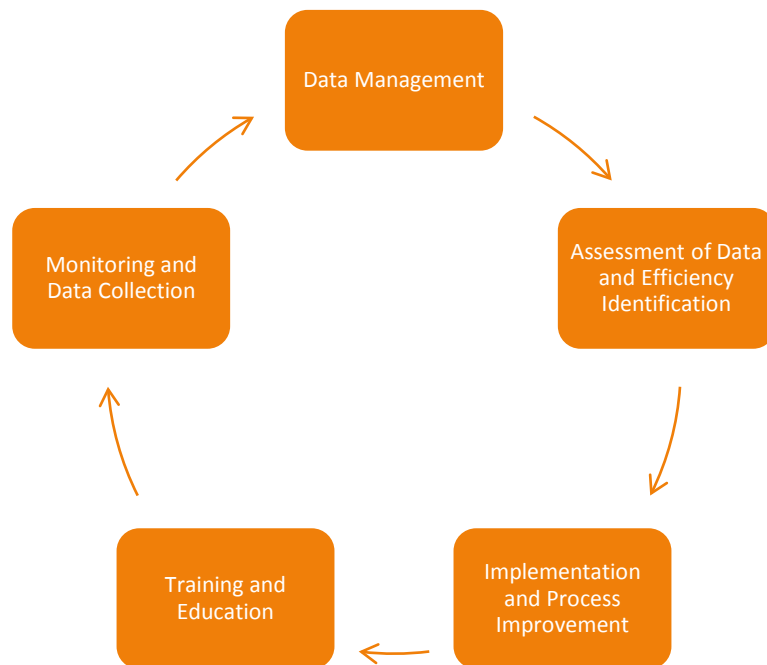 Data Management
Assessment of Data
and Efficiency
Identification
Implementation
and Process
Improvement
Training and
Education
Monitoring and
Data Collection